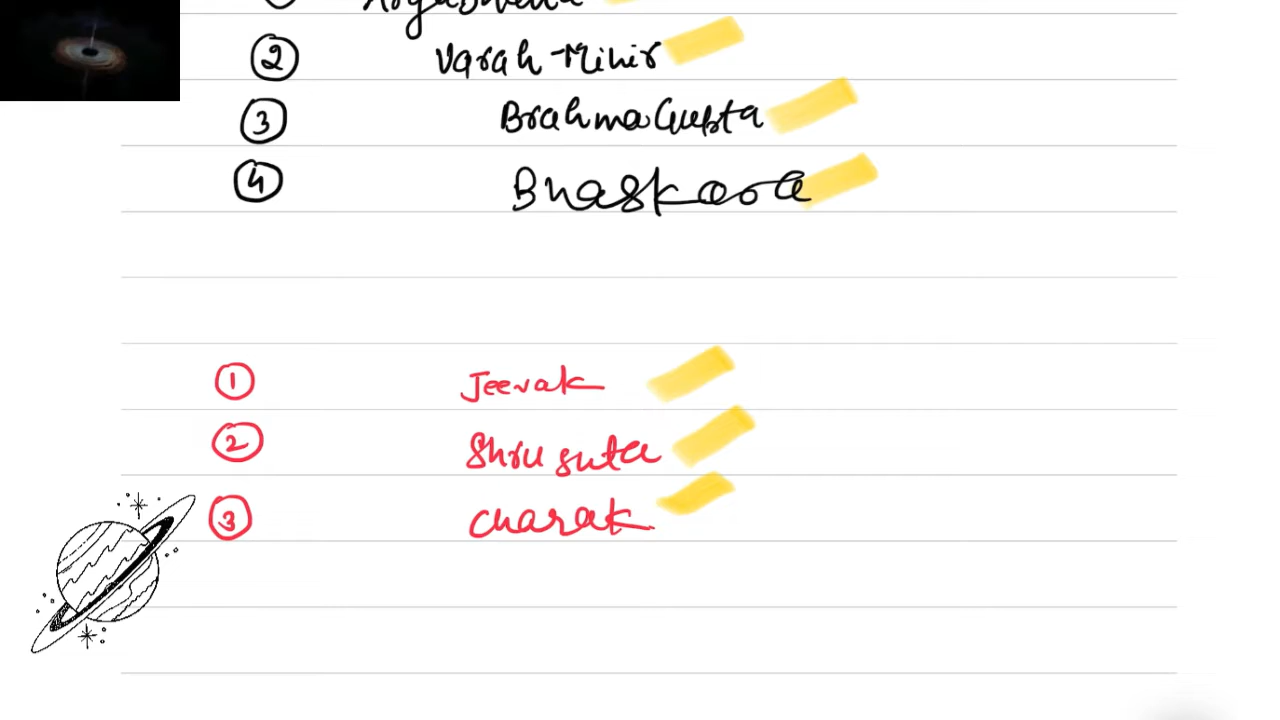 ② Varah-Mihir
③ BrahmaGupta
④ Bhaskara
① Jeevak
② Shrusuta
③ Charak